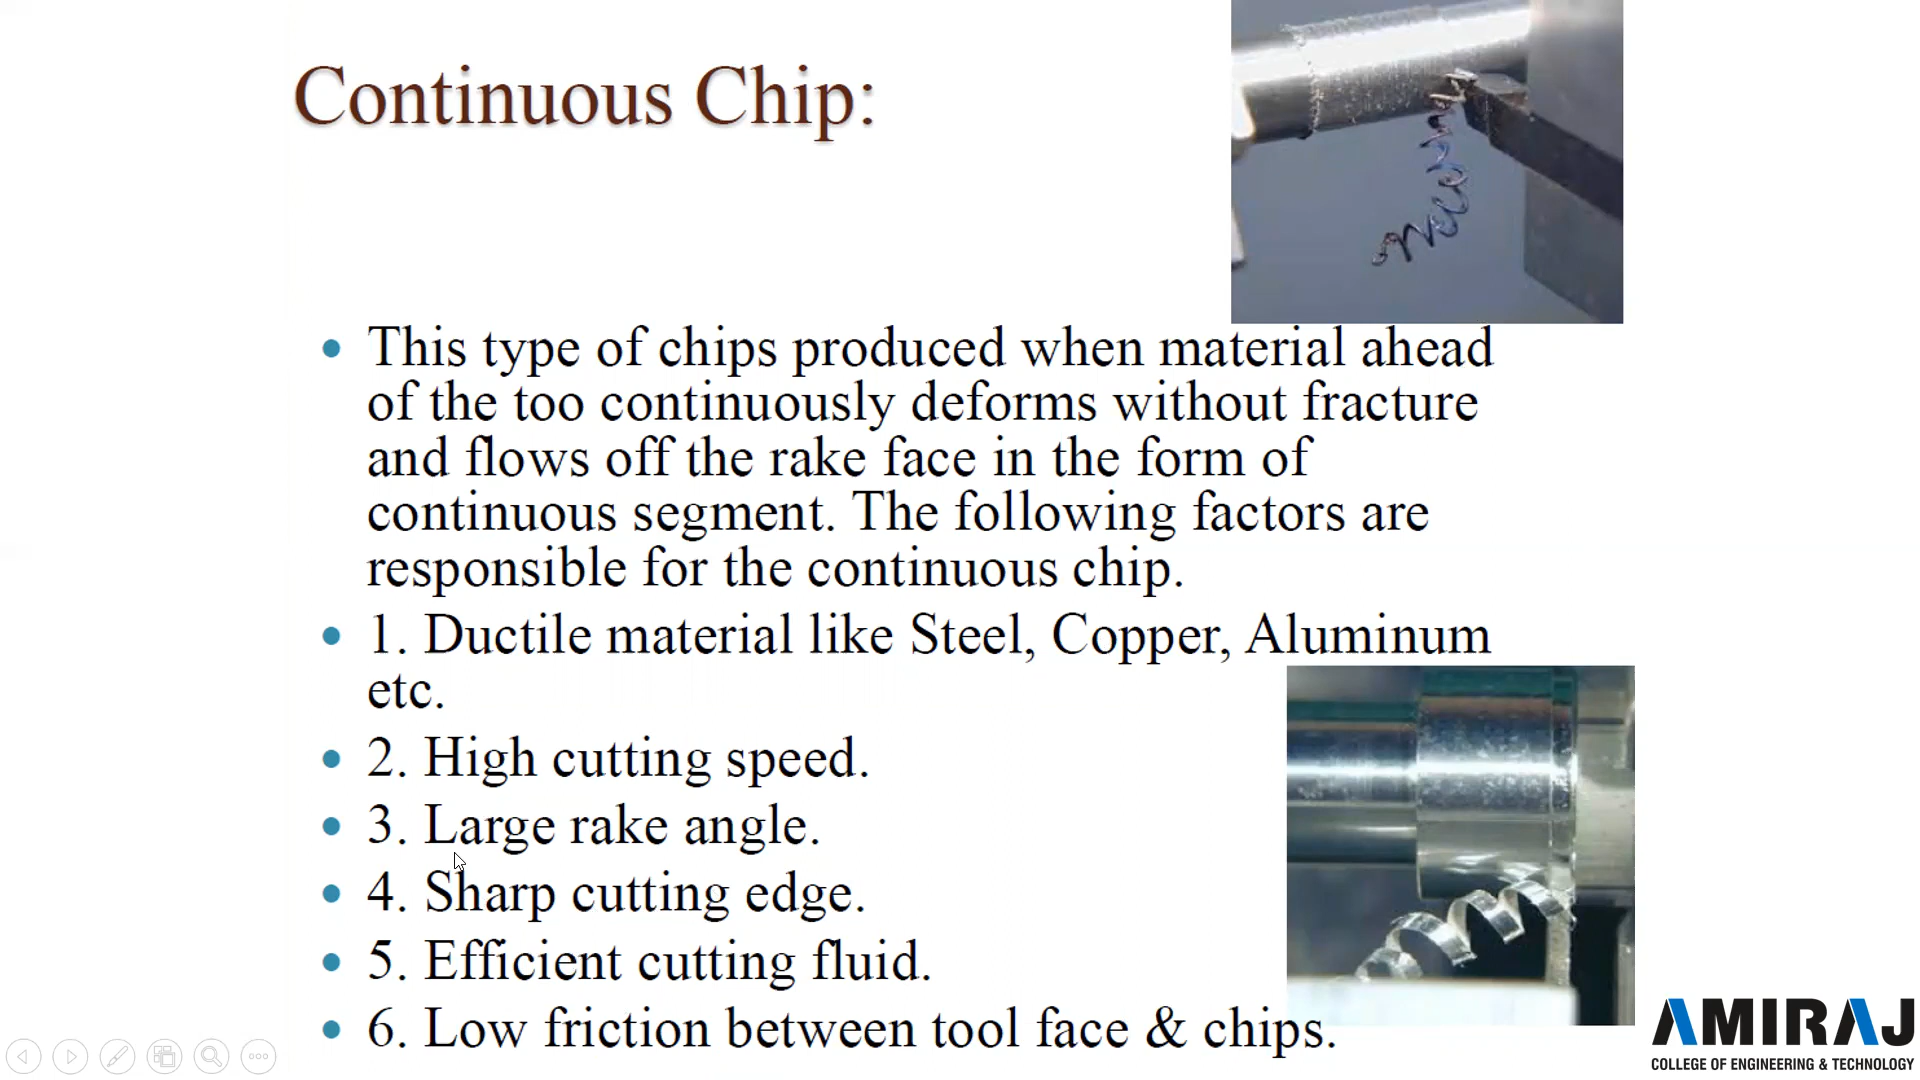 Continuous Chip:
• This type of chips produced when material ahead
of the too continuously deforms without fracture
and flows off the rake face in the form of
continuous segment. The following factors are
responsible for the continuous chip.
• 1. Ductile material like Steel, Copper, Aluminum
etc.
• 2. High cutting speed.
• 3. Large rake angle.
• 4. Sharp cutting edge.
• 5. Efficient cutting fluid.
• 6. Low friction between tool face & chips.
AMIRAJ
COLLEGE OF ENGINEERING & TECHNOLOGY